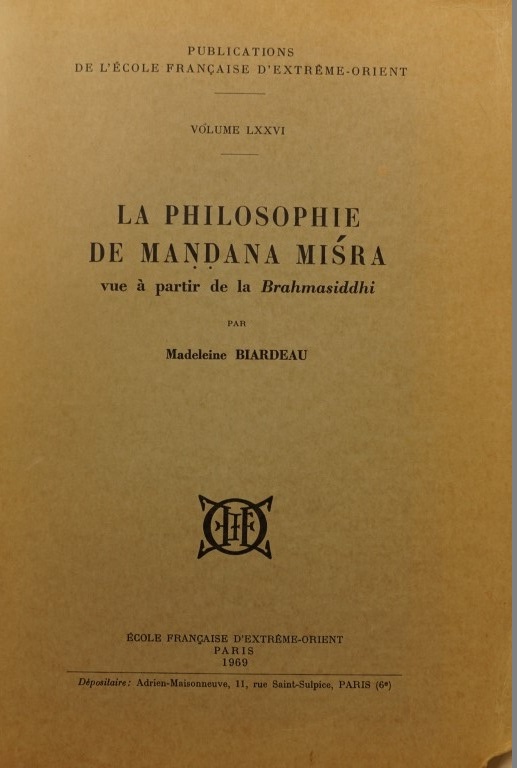 PUBLICATIONS
DE L'ÉCOLE FRANÇAISE D'EXTRÊME-ORIENT
VOLUME LXXVI
LA PHILOSOPHIE
DE MAṆḌANA MIŚRA
vue à partir de la Brahmasiddhi
PAR
Madeleine BIARDEAU
ÉCOLE FRANÇAISE D'EXTRÊME-ORIENT
PARIS
1969
Dépositaire: Adrien-Maisonneuve, 11, rue Saint-Sulpice, PARIS (6e)